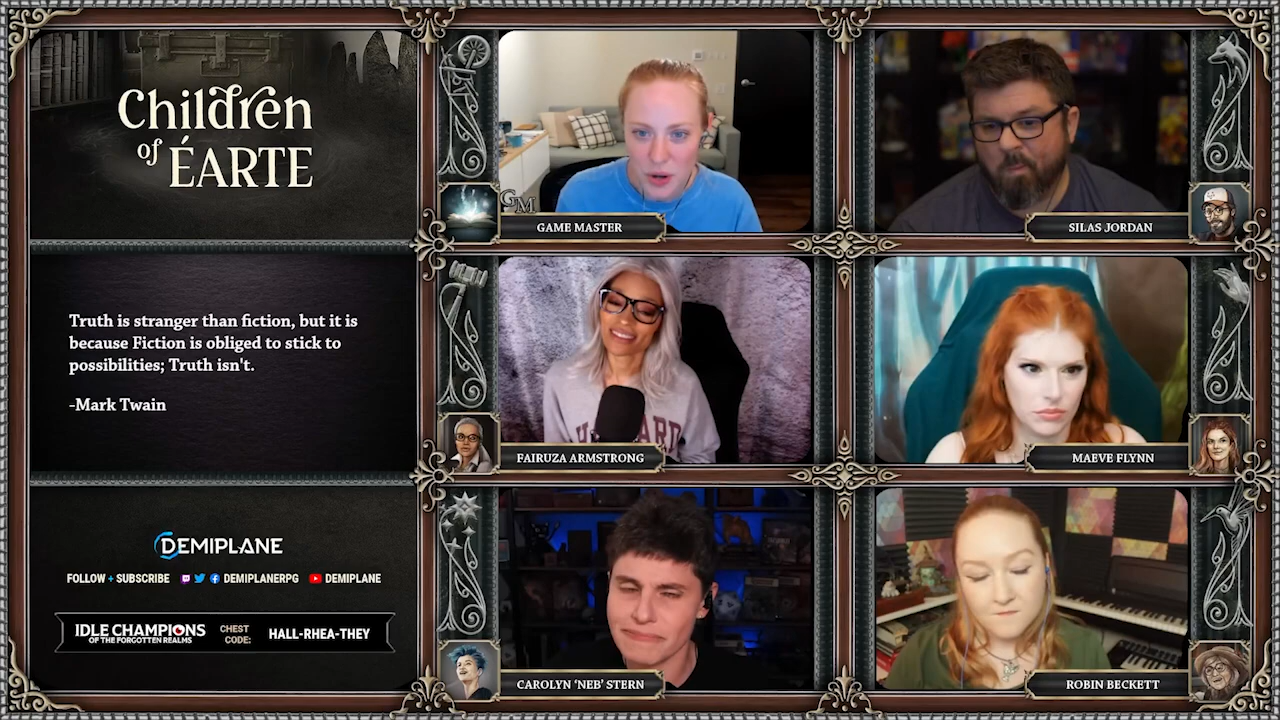 Children
of ÉARTE
GM
GAME MASTER
SILAS JORDAN
Truth is stranger than fiction, but it is
because Fiction is obliged to stick to
possibilities; Truth isn't.
-Mark Twain
FAIRUZA ARMSTRONG
MAEVE FLYNN
DEMIPLANE
FOLLOW + SUBSCRIBE DEMIPLANERPG DEMIPLANE
IDLE CHAMPIONS
OF THE FORGOTTEN REALMS
CHEST
CODE:
HALL-RHEA-THEY
CAROLYN ‘NEB’ STERN
ROBIN BECKETT